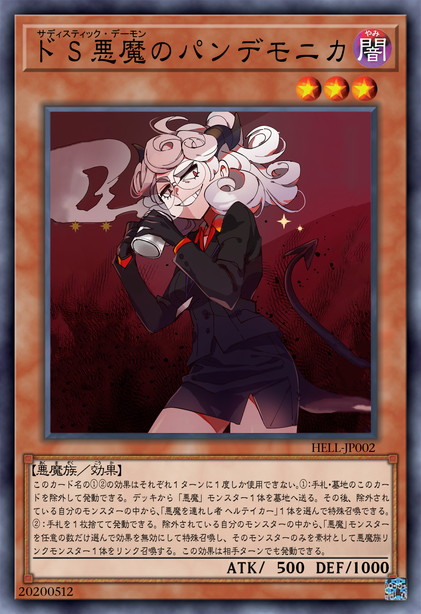 サディスティック・デーモン
ドS悪魔のパンデモニカ
やみ
闇
HELL-JP002
【悪魔族／効果】
このカード名の①②の効果はそれぞれ１ターンに１度しか使用できない。①：手札・墓地のこのカー
ドを除外して発動できる。デッキから「悪魔」モンスター１体を墓地へ送る。その後、除外され
ている自分のモンスターの中から、「悪魔を連れし者 ヘルテイカー」１体を選んで特殊召喚できる。
②：手札を１枚捨てて発動できる。除外されている自分のモンスターの中から、「悪魔」モンスター
を任意の数だけ選んで効果を無効にして特殊召喚し、そのモンスターのみを素材として悪魔族リ
ンクモンスター１体をリンク召喚する。この効果は相手ターンでも発動できる。
ATK/ 500 DEF/1000
20200512